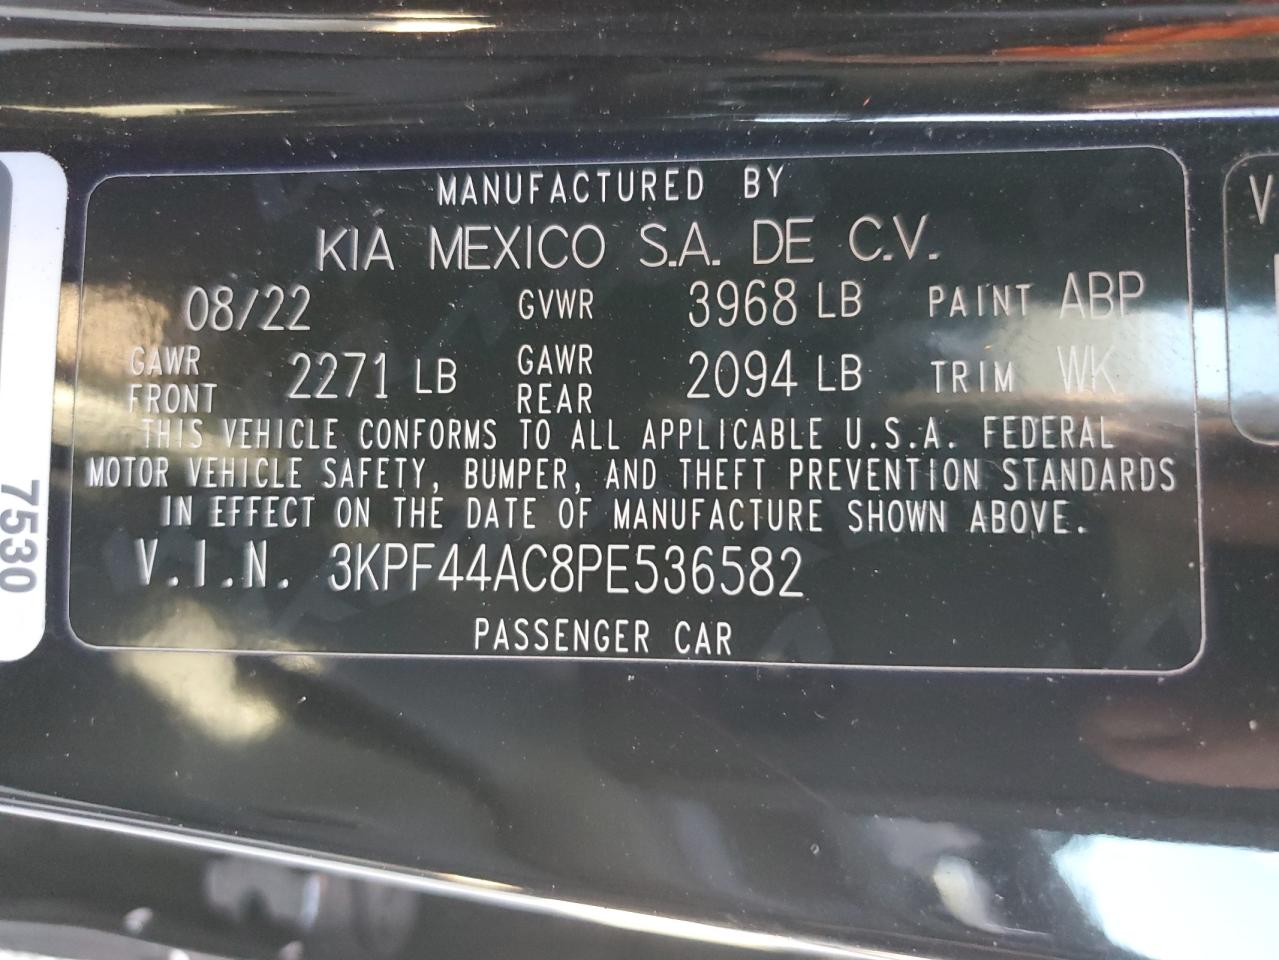 MANUFACTURED BY
KIA MEXICO S.A. DE C.V.
08/22 GVWR 3968 LB PAINT ABP
GAWR FRONT 2271 LB GAWR REAR 2094 LB TRIM WK
THIS VEHICLE CONFORMS TO ALL APPLICABLE U.S.A. FEDERAL
MOTOR VEHICLE SAFETY, BUMPER, AND THEFT PREVENTION STANDARDS
IN EFFECT ON THE DATE OF MANUFACTURE SHOWN ABOVE.
V.I.N. 3KPF44AC8PE536582
PASSENGER CAR
7530
V